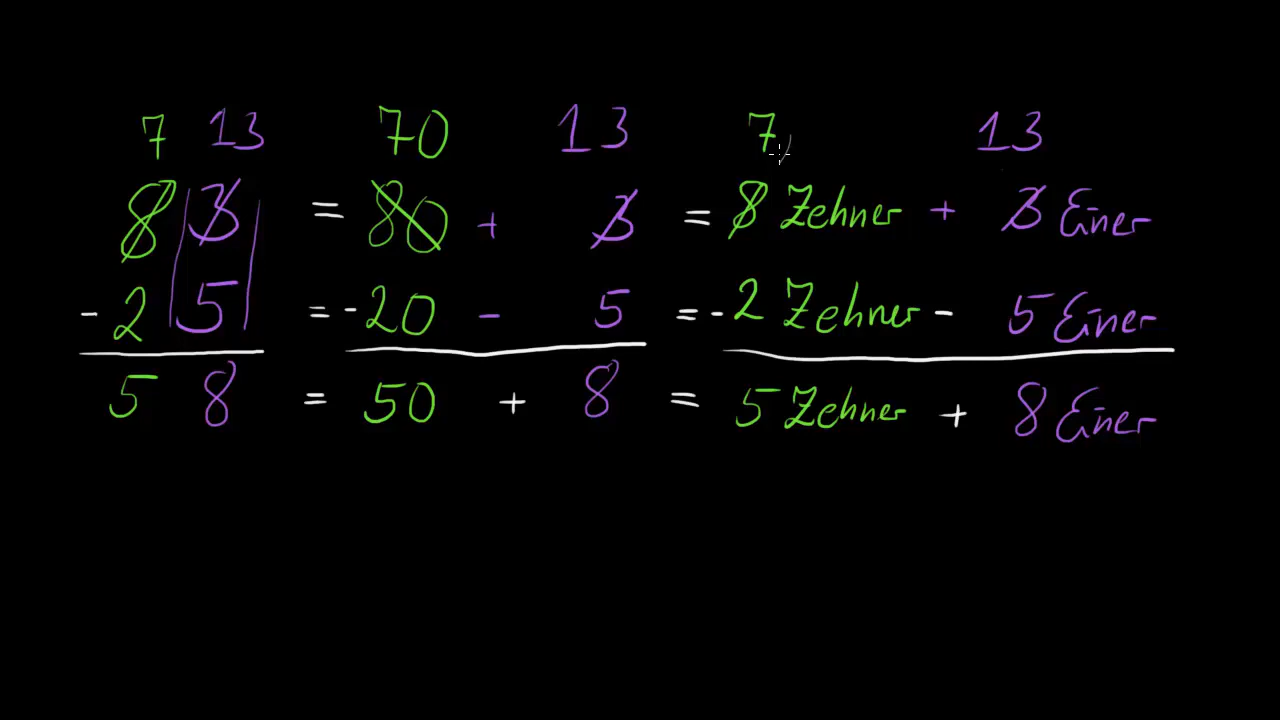 7 13 70 13 7 13
8 3 = 80 + 3 = 8 Zehner + 3 Einer
- 2 5 = - 20 - 5 = - 2 Zehner - 5 Einer
5 8 = 50 + 8 = 5 Zehner + 8 Einer